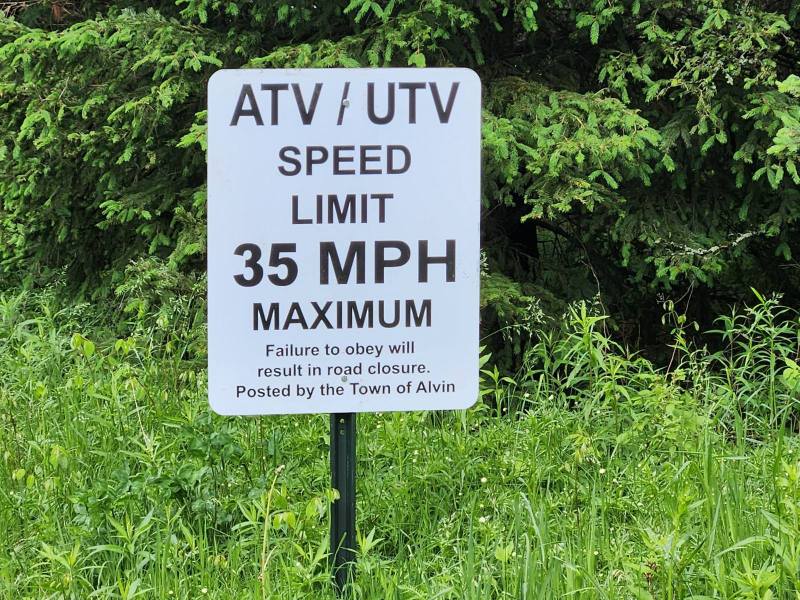 ATV / UTV
SPEED
LIMIT
35 MPH
MAXIMUM
Failure to obey will
result in road closure.
Posted by the Town of Alvin